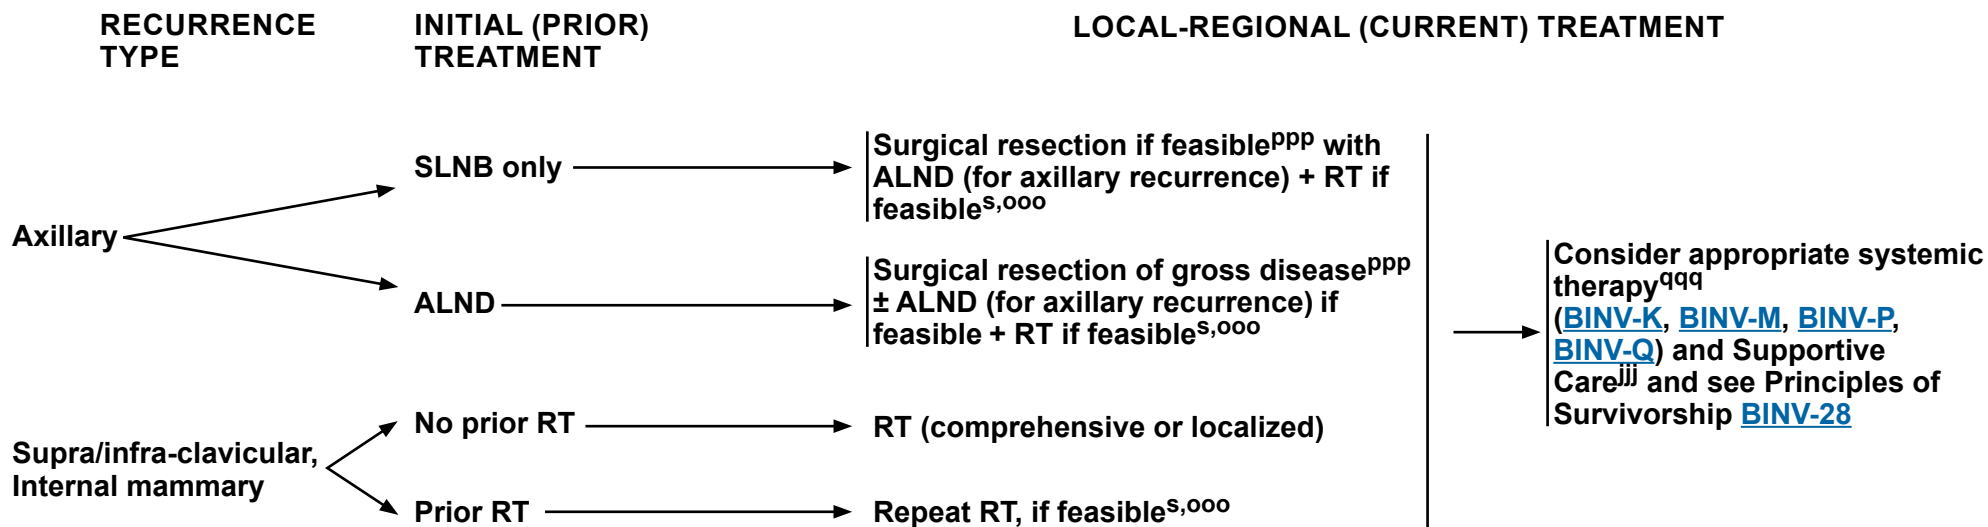 RECURRENCE
TYPE
INITIAL (PRIOR)
TREATMENT
LOCAL-REGIONAL (CURRENT) TREATMENT
Axillary
SLNB only
Surgical resection if feasibleppp with
ALND (for axillary recurrence) + RT if
feasibles,ooo
ALND
Surgical resection of gross diseaseppp
± ALND (for axillary recurrence) if
feasible + RT if feasibles,ooo
Supra/infra-clavicular,
Internal mammary
No prior RT
RT (comprehensive or localized)
Prior RT
Repeat RT, if feasibles,ooo
Consider appropriate systemic
therapyqqq
(BINV-K, BINV-M, BINV-P,
BINV-Q) and Supportive
Carejjj and see Principles of
Survivorship BINV-28